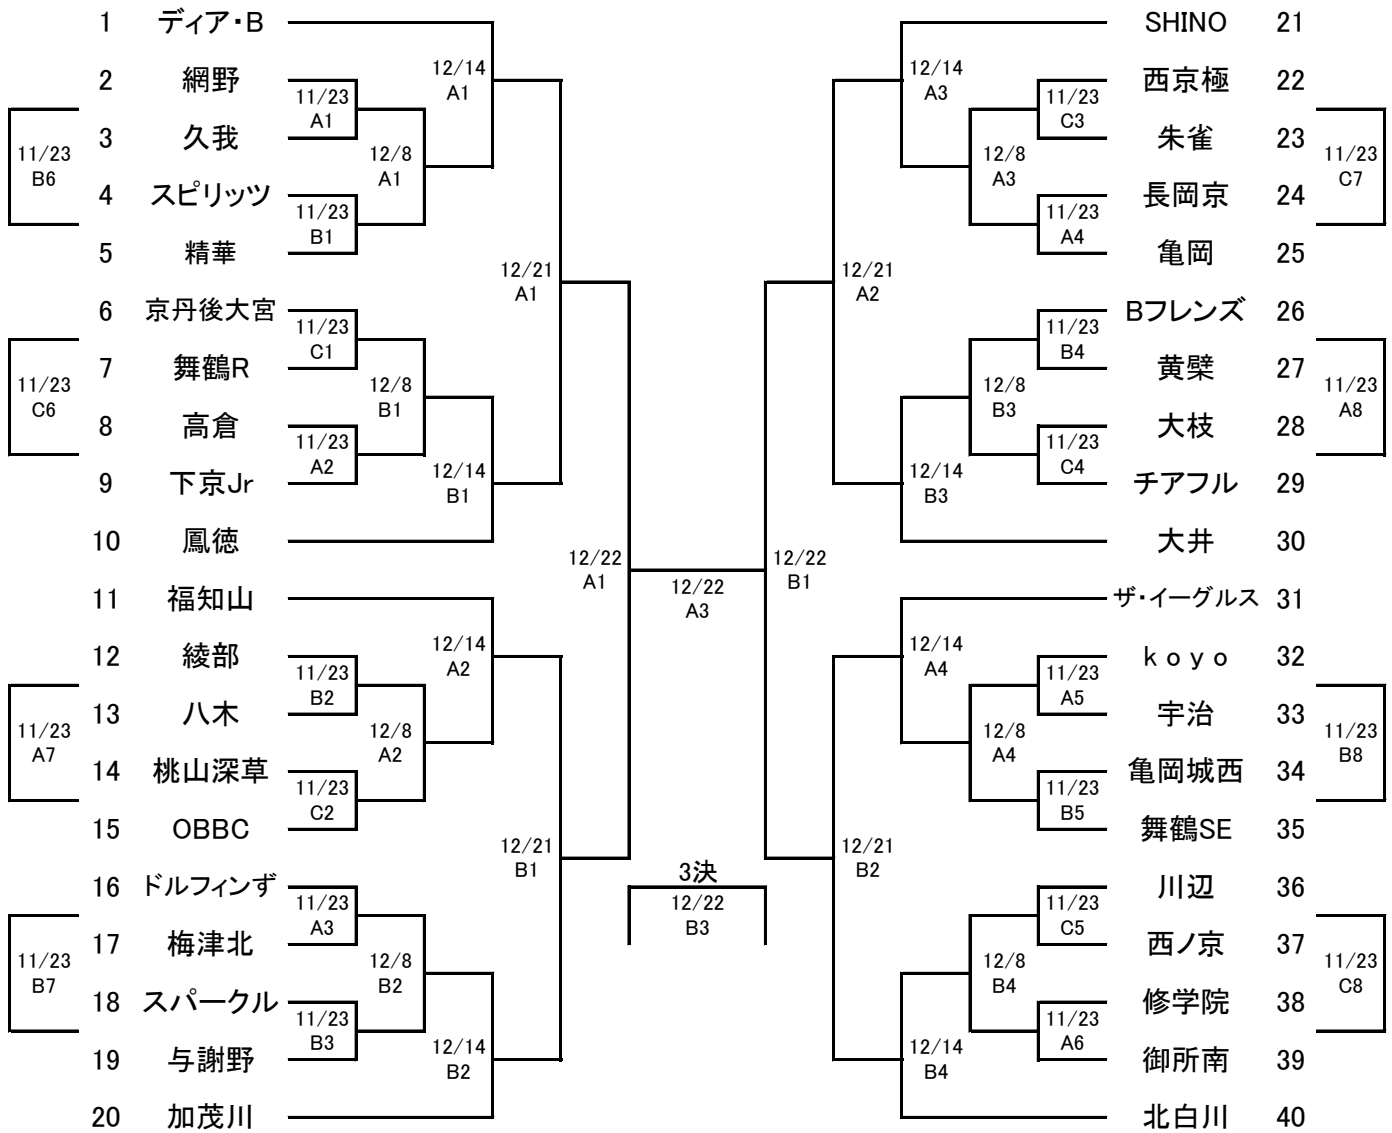 1 ディア・B
2 網野
3 久我
4 スピリッツ
5 精華
6 京丹後大宮
7 舞鶴R
8 高倉
9 下京Jr
10 鳳徳
11 福知山
12 綾部
13 八木
14 桃山深草
15 OBBC
16 ドルフィンず
17 梅津北
18 スパークル
19 与謝野
20 加茂川
11/23
B6
11/23
C6
11/23
A7
11/23
B7
11/23
A1
11/23
B1
11/23
C1
11/23
A2
11/23
B2
11/23
C2
11/23
A3
11/23
B3
12/8
A1
12/8
B1
12/8
A2
12/8
B2
12/14
A1
12/14
B1
12/14
A2
12/14
B2
12/21
A1
12/21
B1
12/22
A1
12/22
A3
3決
12/22
B3
12/22
B1
12/21
A2
12/21
B2
12/14
A3
12/14
B3
12/14
A4
12/14
B4
12/8
A3
12/8
B3
12/8
A4
12/8
B4
11/23
C3
11/23
A4
11/23
B4
11/23
C4
11/23
A5
11/23
B5
11/23
C5
11/23
A6
SHINO 21
西京極 22
朱雀 23
長岡京 24
亀岡 25
Bフレンズ 26
黄檗 27
大枝 28
チアフル 29
大井 30
ザ・イーグルス 31
koyo 32
宇治 33
亀岡城西 34
舞鶴SE 35
川辺 36
西ノ京 37
修学院 38
御所南 39
北白川 40
11/23
C7
11/23
A8
11/23
B8
11/23
C8